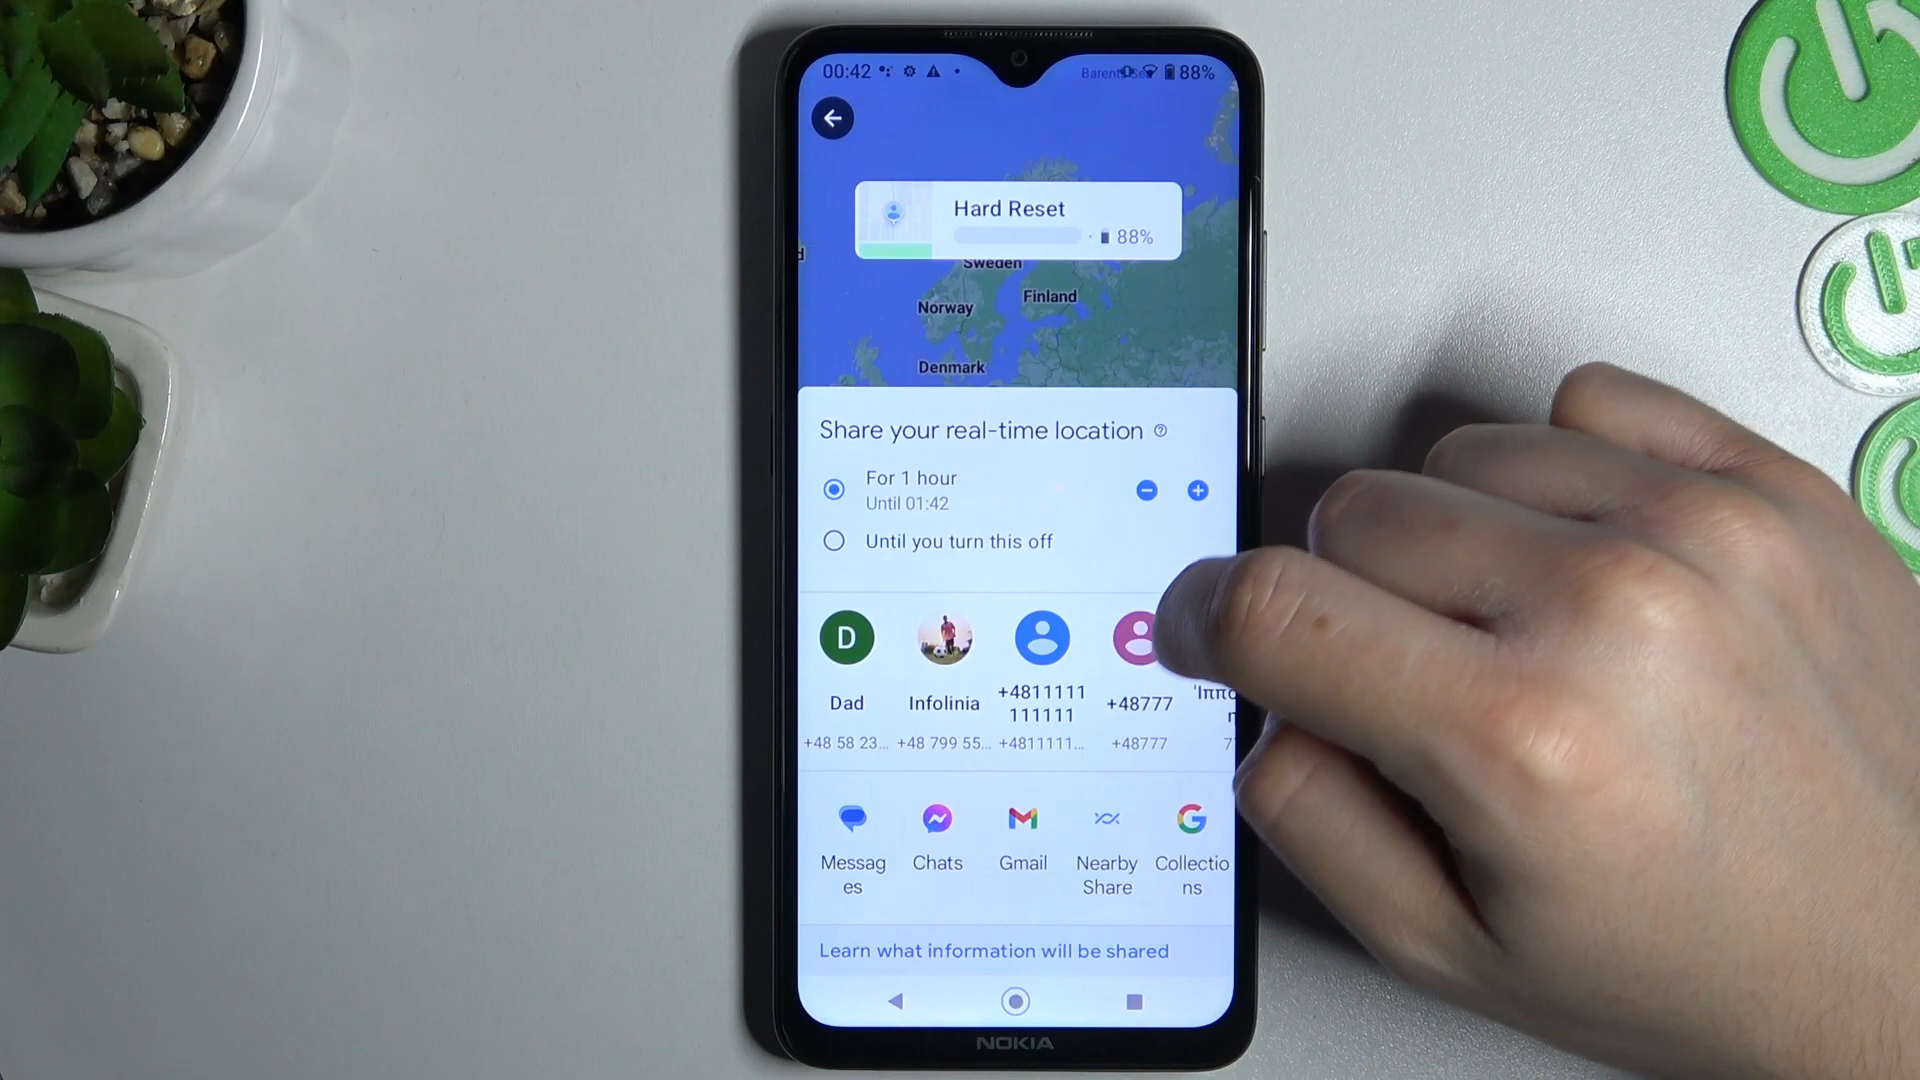 00:42
88%
Hard Reset
88%
Sweden
Norway
Finland
Denmark
Share your real-time location
For 1 hour
Until 01:42
Until you turn this off
Dad
Infolinia
+4811111
111111
+48777
+48 58 23...
+48 799 55...
+4811111...
+48777
Messag
es
Chats
Gmail
Nearby
Share
Collectio
ns
Learn what information will be shared
NOKIA